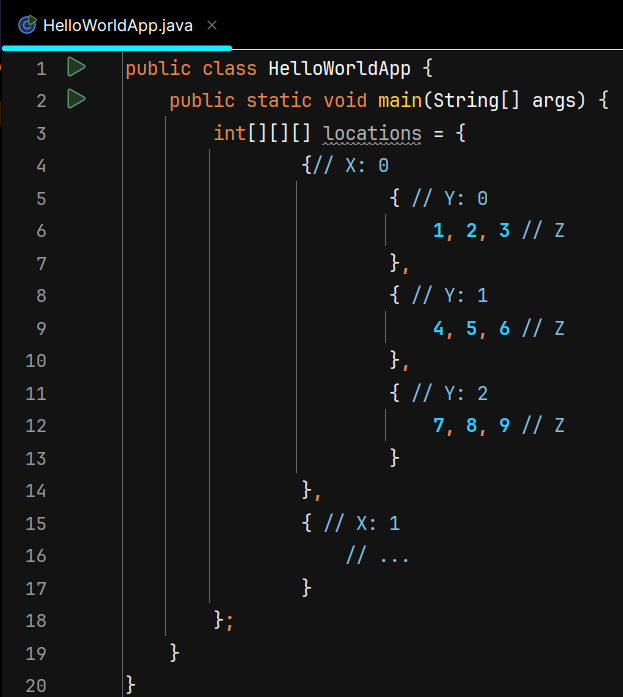 HelloWorldApp.java ×
1 public class HelloWorldApp {
2     public static void main(String[] args) {
3         int[][][] locations = {
4                 {// X: 0
5                         { // Y: 0
6                             1, 2, 3 // Z
7                         },
8                         { // Y: 1
9                             4, 5, 6 // Z
10                         },
11                         { // Y: 2
12                             7, 8, 9 // Z
13                         }
14                 },
15                 { // X: 1
16                     // ...
17                 }
18         };
19     }
20 }